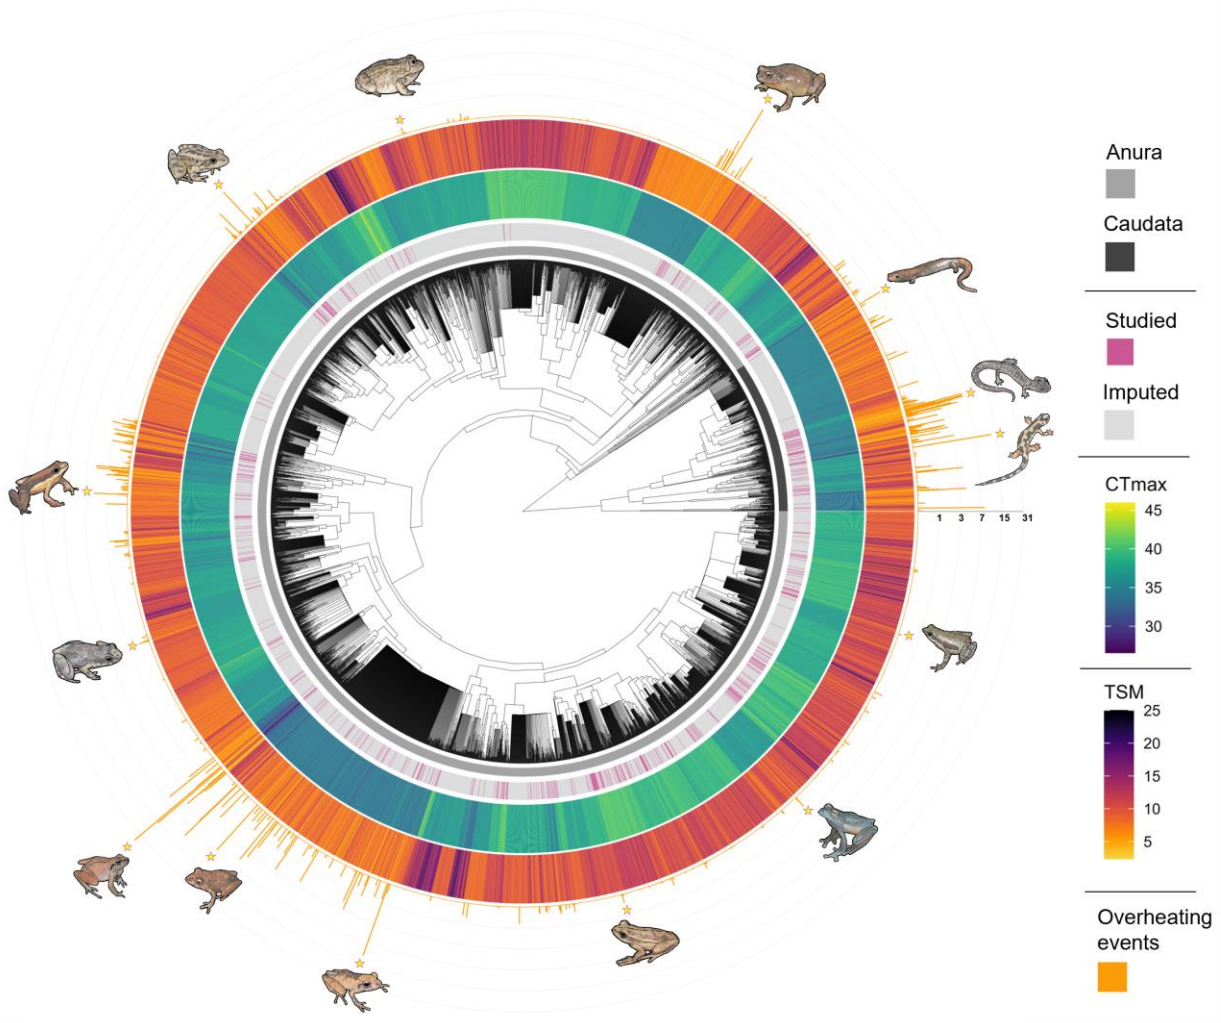 Anura
Caudata
Studied
Imputed
CTmax
45
40
35
30
TSM
25
20
15
10
5
Overheating
events
1 3 7 15 31